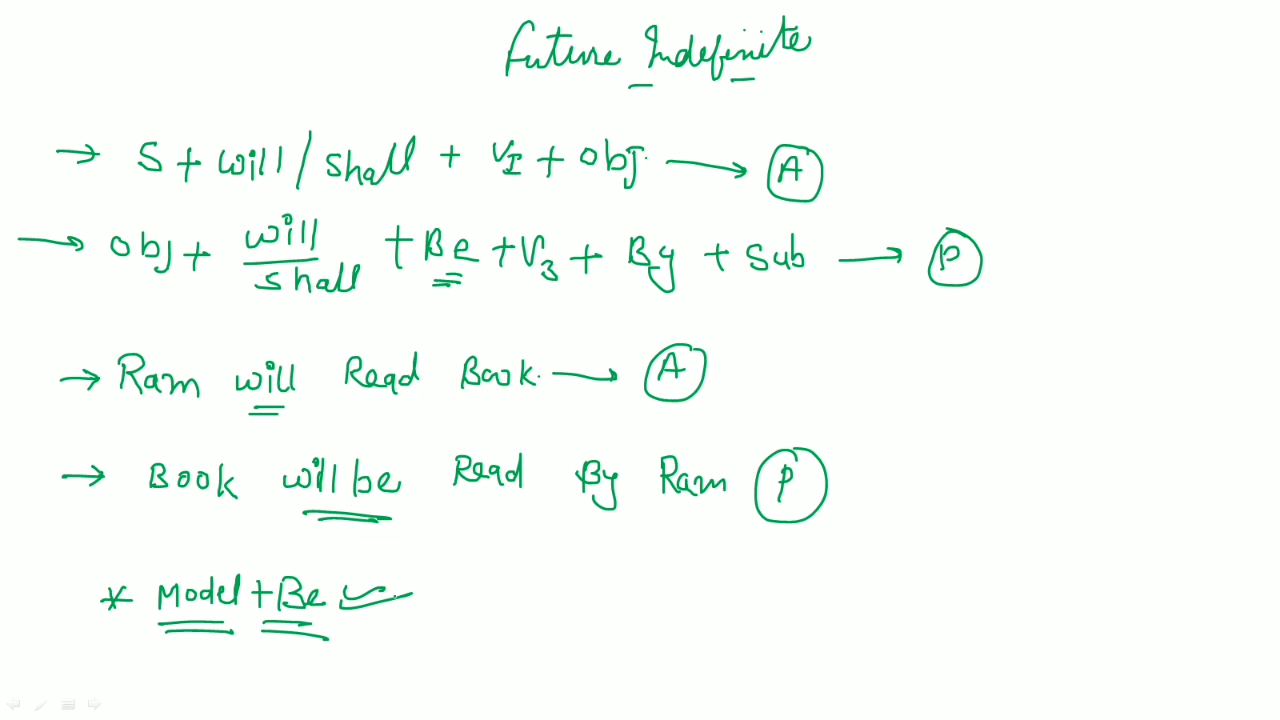 Future Indefinite
→ S + will/shall + V1 + obj. → A
→ obj + will/shall + Be + V3 + By + Sub → P
→ Ram will Read Book. → A
→ Book will be Read By Ram P
* Model + Be